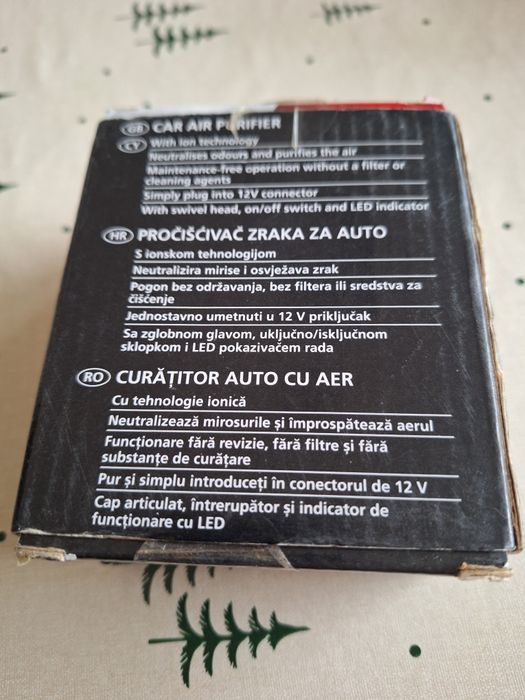 GB CAR AIR PURIFIER
CY With ion technology
Neutralises odours and purifies the air
Maintenance-free operation without a filter or
cleaning agents
Simply plug into 12V connector
With swivel head, on/off switch and LED indicator
HR PROČIŠĆIVAČ ZRAKA ZA AUTO
S ionskom tehnologijom
Neutralizira mirise i osvježava zrak
Pogon bez održavanja, bez filtera ili sredstva za
čišćenje
Jednostavno umetnuti u 12 V priključak
Sa zglobnom glavom, uključno/isključnom
sklopkom i LED pokazivačem rada
RO CURĂȚITOR AUTO CU AER
Cu tehnologie ionică
Neutralizează mirosurile și împrospătează aerul
Funcționare fără revizie, fără filtre și fără
substanțe de curățare
Pur și simplu introduceți în conectorul de 12 V
Cap articulat, întrerupător și indicator de
funcționare cu LED